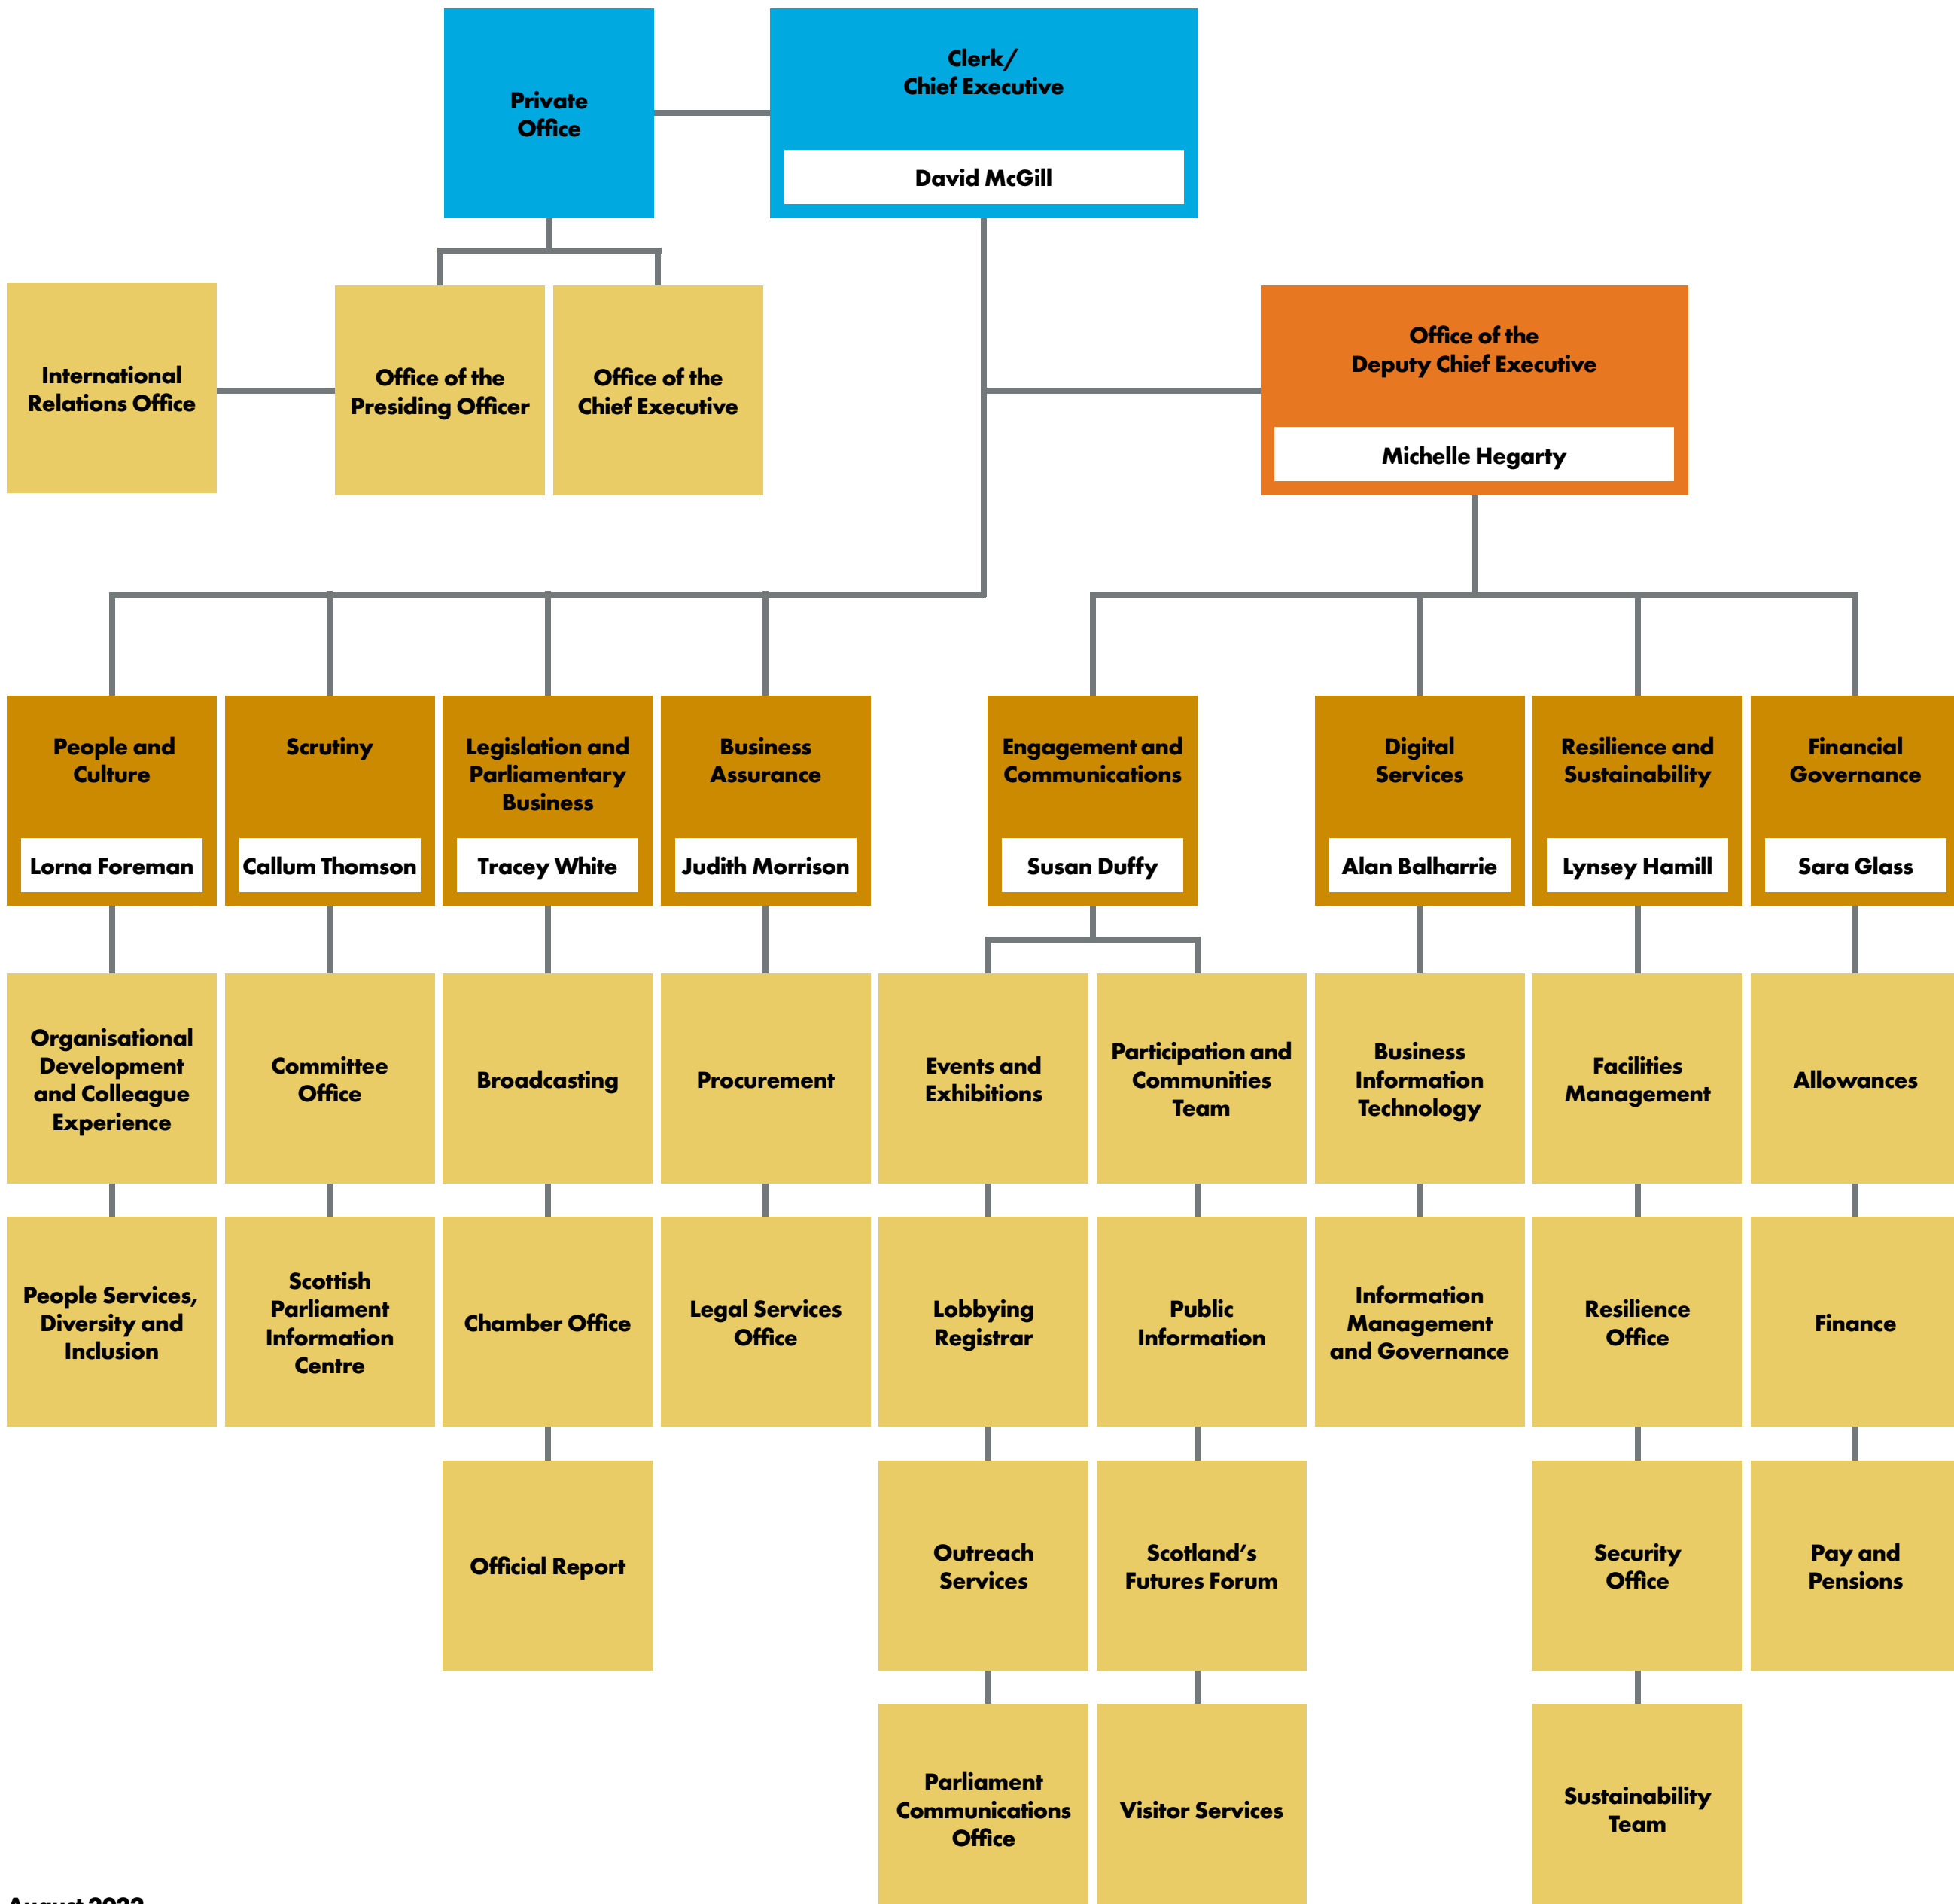 Private
Office
Clerk/
Chief Executive
David McGill
International
Relations Office
Office of the
Presiding Officer
Office of the
Chief Executive
Office of the
Deputy Chief Executive
Michelle Hegarty
People and
Culture
Lorna Foreman
Scrutiny
Callum Thomson
Legislation and
Parliamentary
Business
Tracey White
Business
Assurance
Judith Morrison
Engagement and
Communications
Susan Duffy
Digital
Services
Alan Balharrie
Resilience and
Sustainability
Lynsey Hamill
Financial
Governance
Sara Glass
Organisational
Development
and Colleague
Experience
Committee
Office
Broadcasting
Procurement
Events and
Exhibitions
Participation and
Communities
Team
Business
Information
Technology
Facilities
Management
Allowances
People Services,
Diversity and
Inclusion
Scottish
Parliament
Information
Centre
Chamber Office
Legal Services
Office
Lobbying
Registrar
Public
Information
Information
Management
and Governance
Resilience
Office
Finance
Official Report
Outreach
Services
Scotland’s
Futures Forum
Security
Office
Pay and
Pensions
Parliament
Communications
Office
Visitor Services
Sustainability
Team
August 2022